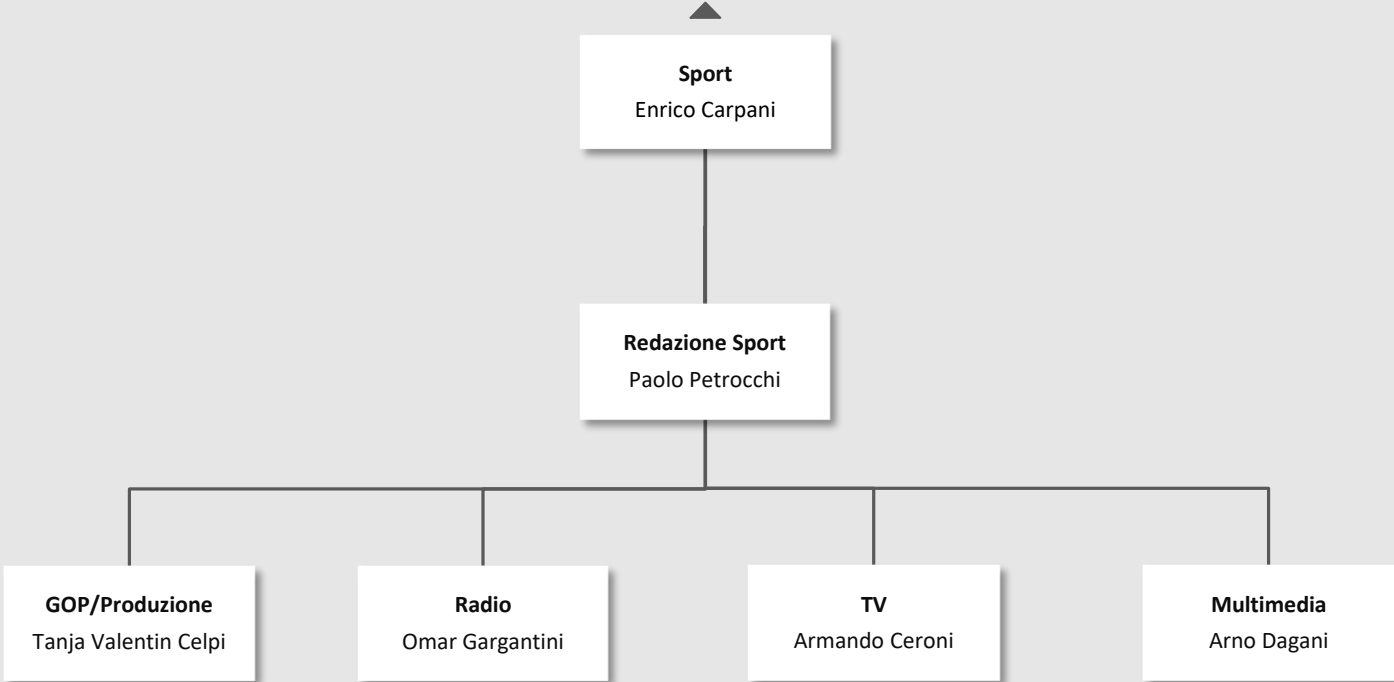 Sport
Enrico Carpani
Redazione Sport
Paolo Petrocchi
GOP/Produzione
Tanja Valentin Celpi
Radio
Omar Gargantini
TV
Armando Ceroni
Multimedia
Arno Dagani